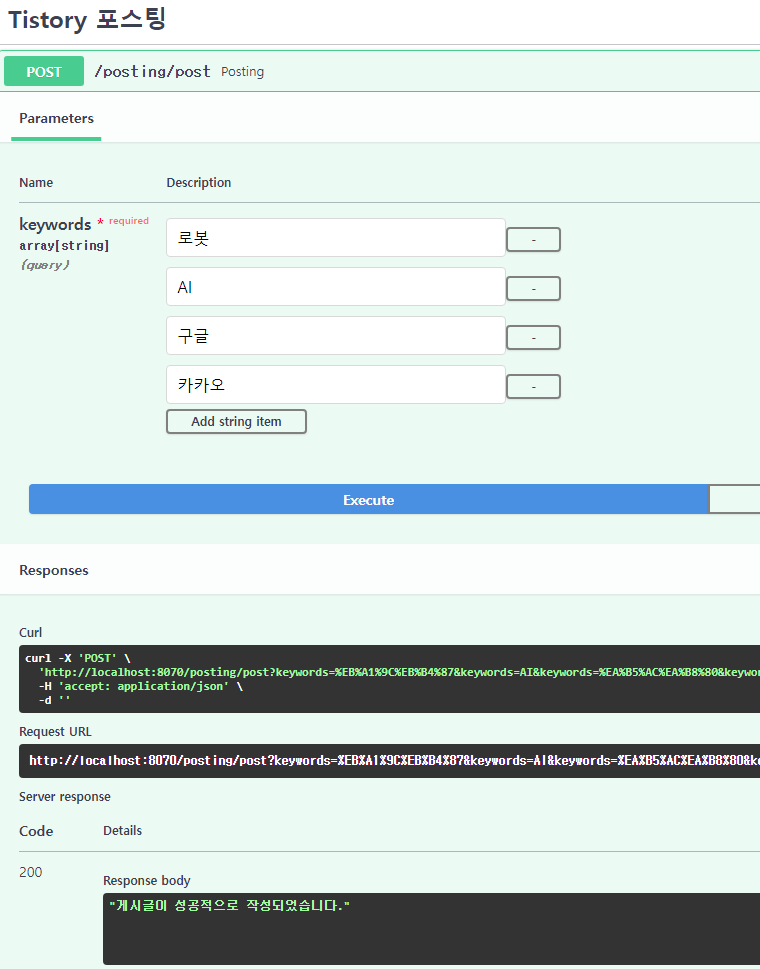 Tistory 포스팅
POST /posting/post Posting
Parameters
Name Description
keywords * required
array[string]
(query)
로봇 -
AI -
구글 -
카카오 -
Add string item
Execute
Responses
Curl
curl -X 'POST' \
'http://localhost:8070/posting/post?keywords=%EB%A1%9C%EB%B4%87&keywords=AI&keywords=%EA%B5%AC%EA%B8%80&keywor
-H 'accept: application/json' \
-d ''
Request URL
http://localhost:8070/posting/post?keywords=%EB%A1%9C%EB%B4%87&keywords=AI&keywords=%EA%B5%AC%EA%B8%80&ke
Server response
Code Details
200
Response body
"게시글이 성공적으로 작성되었습니다."